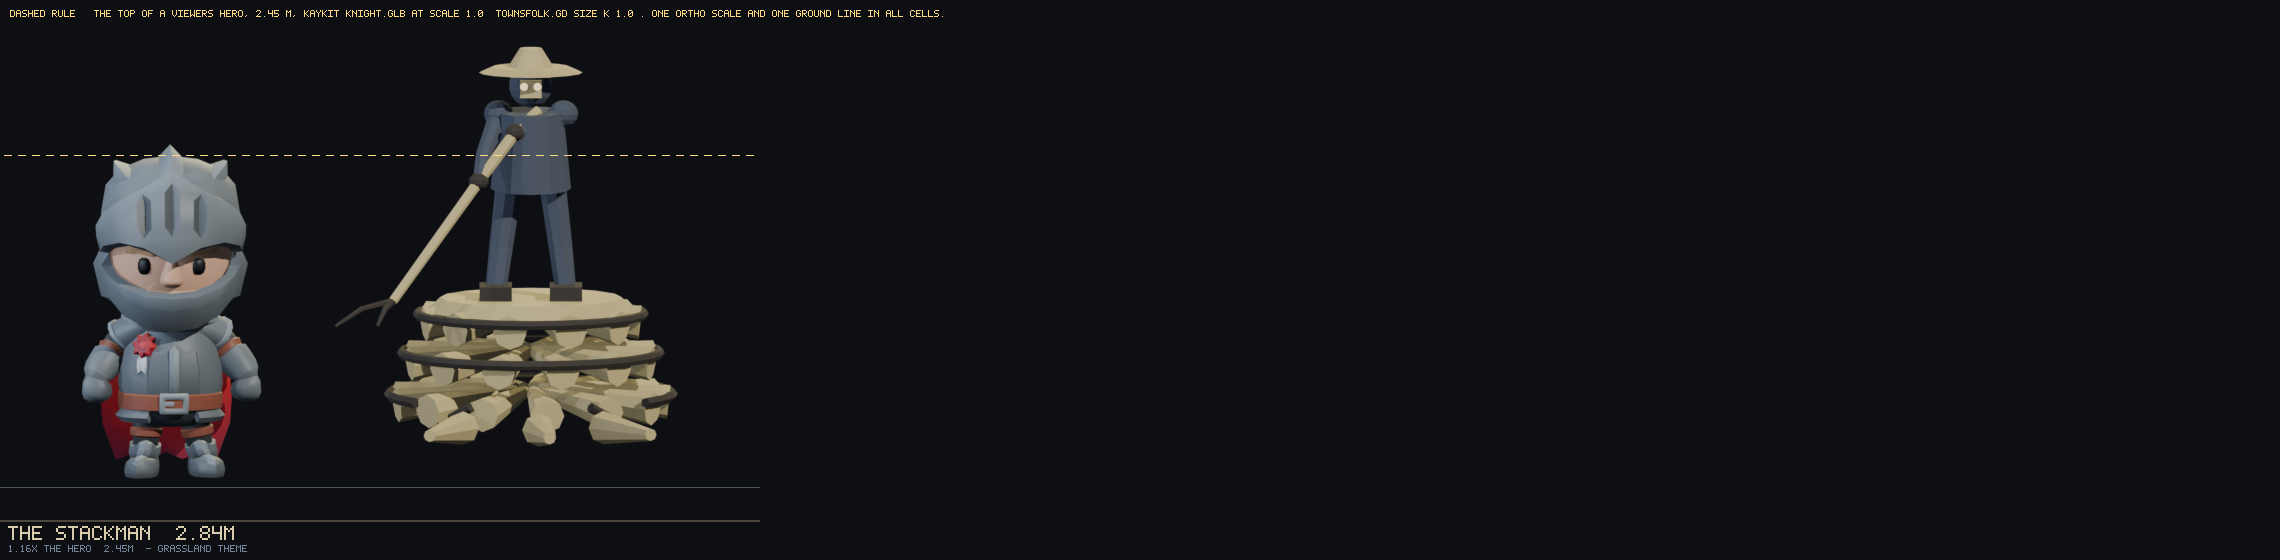 DASHED RULE   THE TOP OF A VIEWERS HERO, 2.45 M, KAYKIT KNIGHT.GLB AT SCALE 1.0  TOWNSFOLK.GD SIZE K 1.0 . ONE ORTHO SCALE AND ONE GROUND LINE IN ALL CELLS.
THE STACKMAN  2.84M
1.16X THE HERO  2.45M  - GRASSLAND THEME